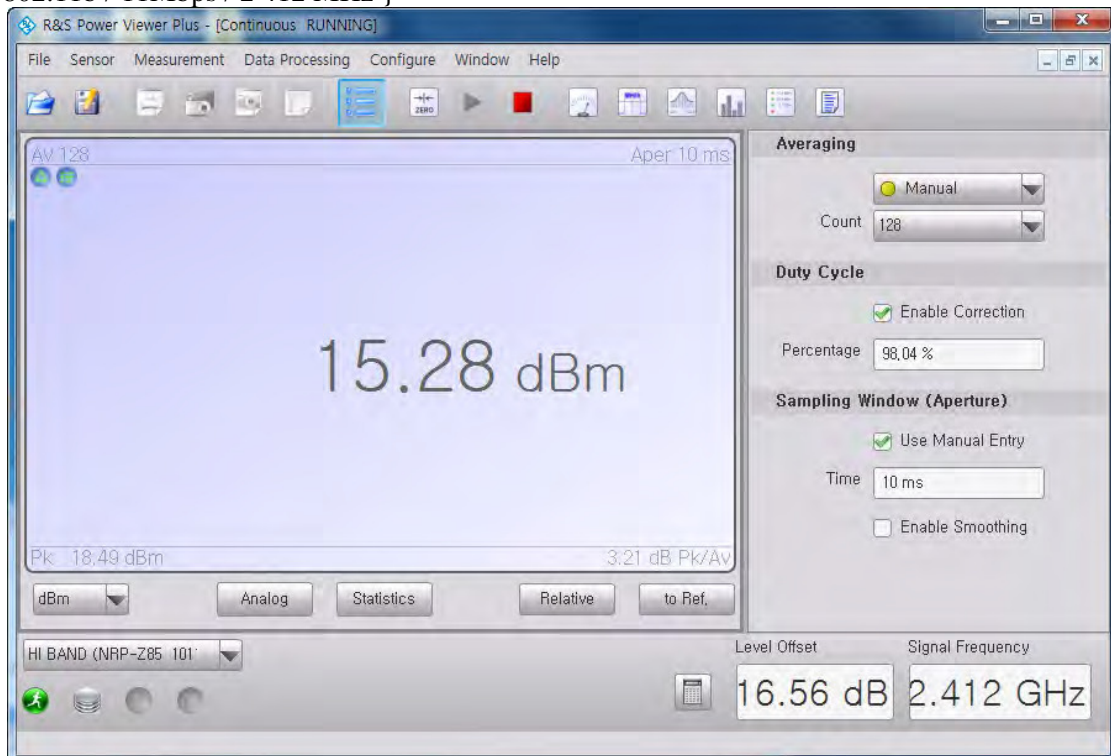 R&S Power Viewer Plus - [Continuous RUNNING]
File Sensor Measurement Data Processing Configure Window Help
ZERO
AV 128 Aper 10 ms
15.28 dBm
Pk 18.49 dBm 3.21 dB Pk/Av
dBm Analog Statistics Relative to Ref.
Averaging
Manual
Count 128
Duty Cycle
Enable Correction
Percentage 98,04 %
Sampling Window (Aperture)
Use Manual Entry
Time 10 ms
Enable Smoothing
HI BAND (NRP-Z85 101
Level Offset Signal Frequency
16.56 dB 2.412 GHz